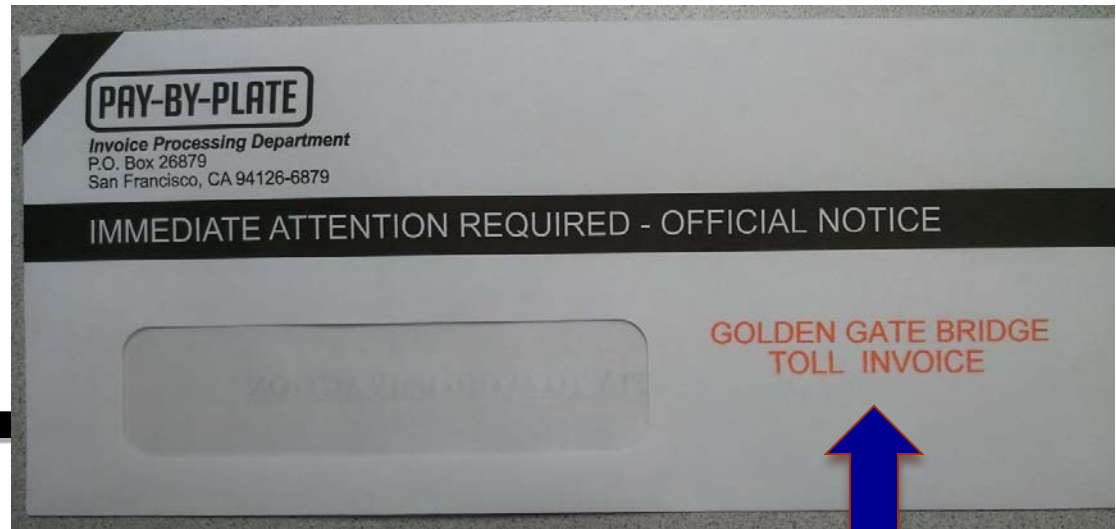 PAY-BY-PLATE
Invoice Processing Department
P.O. Box 26879
San Francisco, CA 94126-6879
IMMEDIATE ATTENTION REQUIRED - OFFICIAL NOTICE
GOLDEN GATE BRIDGE
TOLL INVOICE